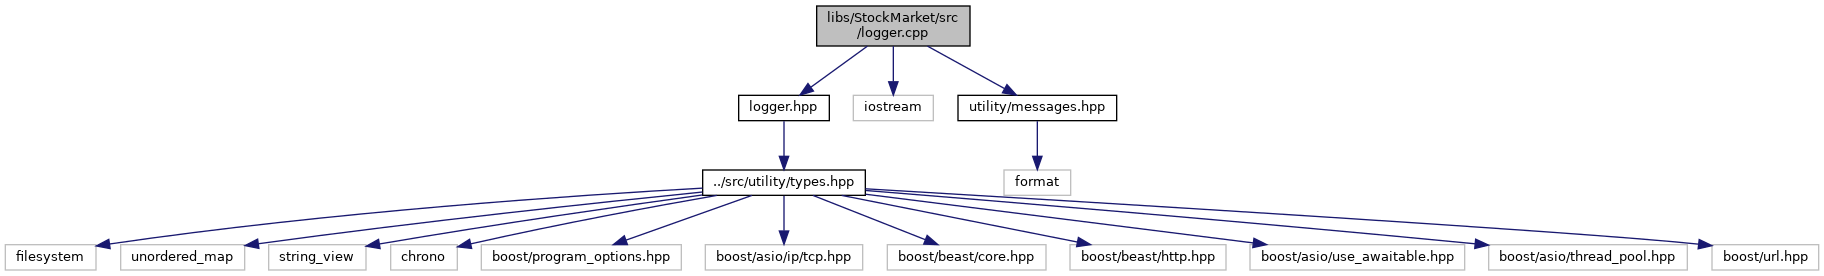 libs/StockMarket/src
/logger.cpp
logger.hpp
iostream
utility/messages.hpp
../src/utility/types.hpp
format
filesystem
unordered_map
string_view
chrono
boost/program_options.hpp
boost/asio/ip/tcp.hpp
boost/beast/core.hpp
boost/beast/http.hpp
boost/asio/use_awaitable.hpp
boost/asio/thread_pool.hpp
boost/url.hpp